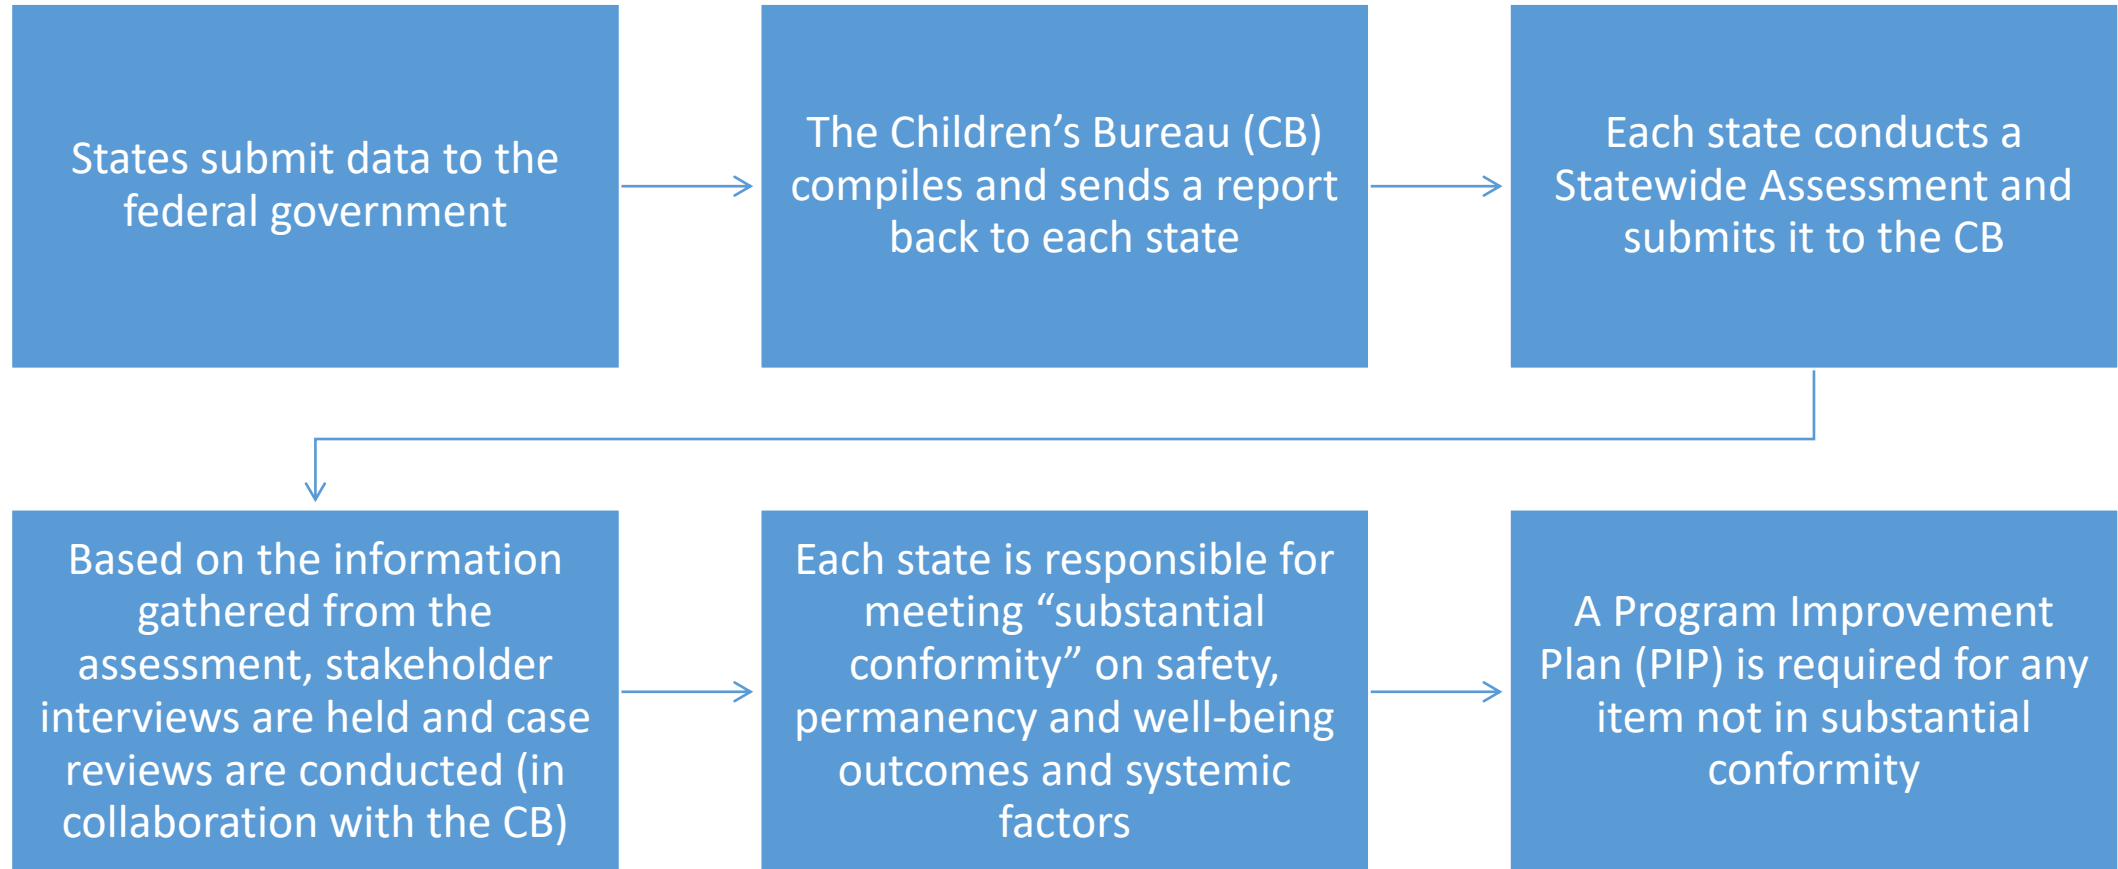 States submit data to the
federal government
The Children’s Bureau (CB)
compiles and sends a report
back to each state
Each state conducts a
Statewide Assessment and
submits it to the CB
Based on the information
gathered from the
assessment, stakeholder
interviews are held and case
reviews are conducted (in
collaboration with the CB)
Each state is responsible for
meeting “substantial
conformity” on safety,
permanency and well-being
outcomes and systemic
factors
A Program Improvement
Plan (PIP) is required for any
item not in substantial
conformity